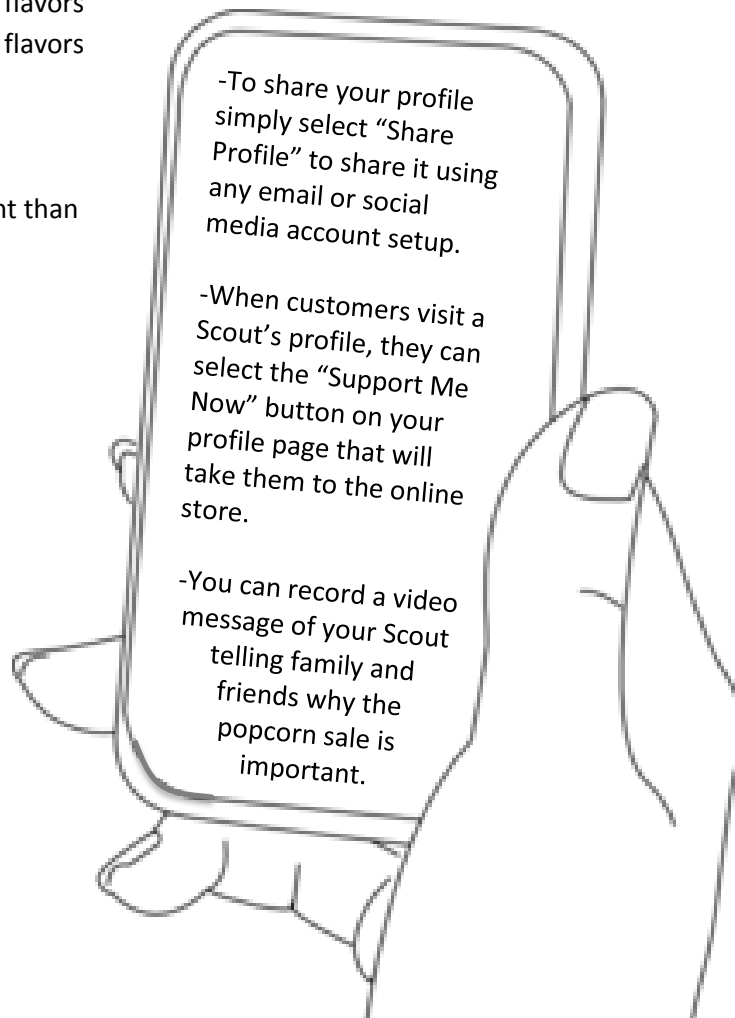 flavors
flavors
nt than
-To share your profile
simply select “Share
Profile” to share it using
any email or social
media account setup.
-When customers visit a
Scout’s profile, they can
select the “Support Me
Now” button on your
profile page that will
take them to the online
store.
-You can record a video
message of your Scout
telling family and
friends why the
popcorn sale is
important.